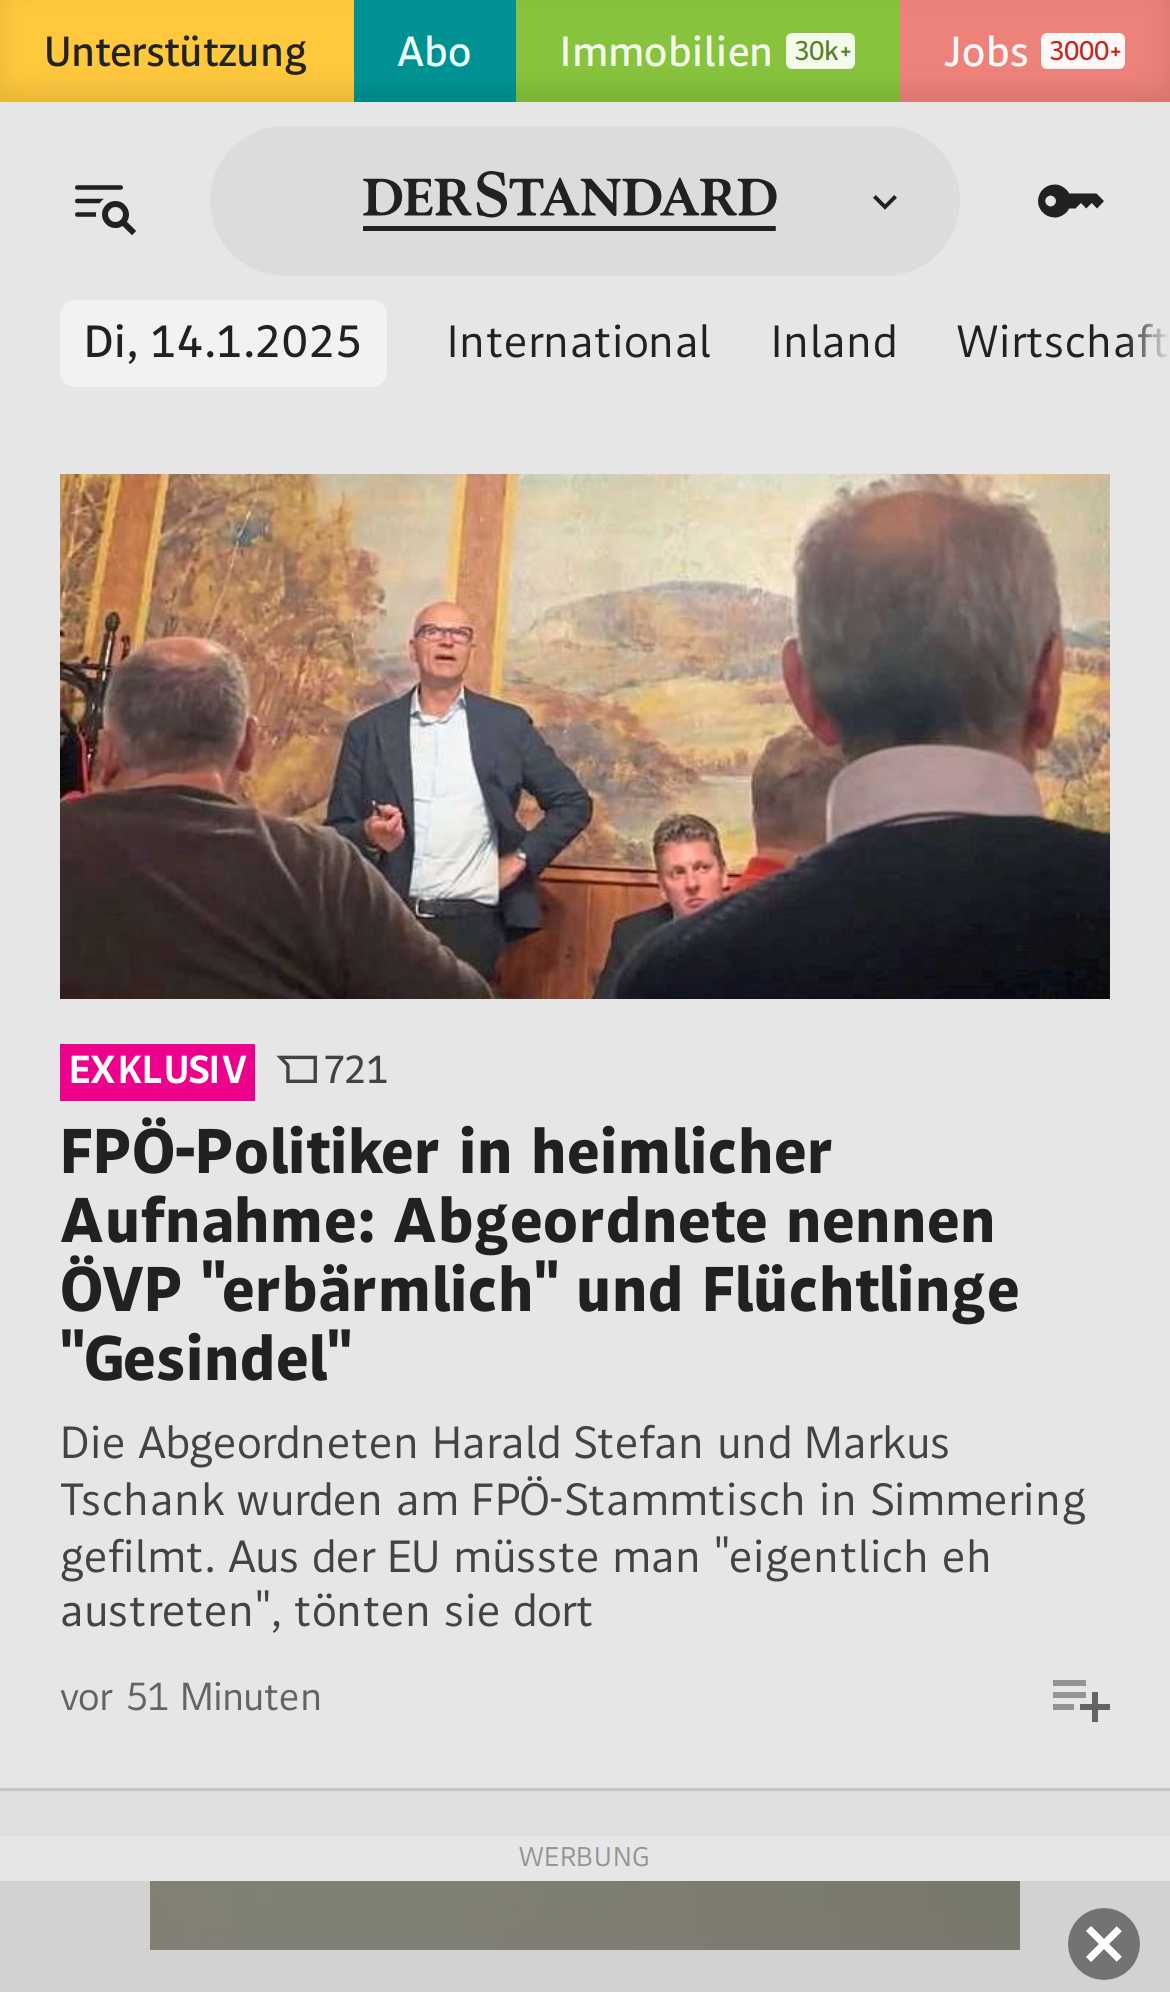 Unterstützung Abo Immobilien 30k+ Jobs 3000+
DERSTANDARD
Di, 14.1.2025 International Inland Wirtschaft
EXKLUSIV 721
FPÖ-Politiker in heimlicher
Aufnahme: Abgeordnete nennen
ÖVP "erbärmlich" und Flüchtlinge
"Gesindel"
Die Abgeordneten Harald Stefan und Markus
Tschank wurden am FPÖ-Stammtisch in Simmering
gefilmt. Aus der EU müsste man "eigentlich eh
austreten", tönten sie dort
vor 51 Minuten
WERBUNG